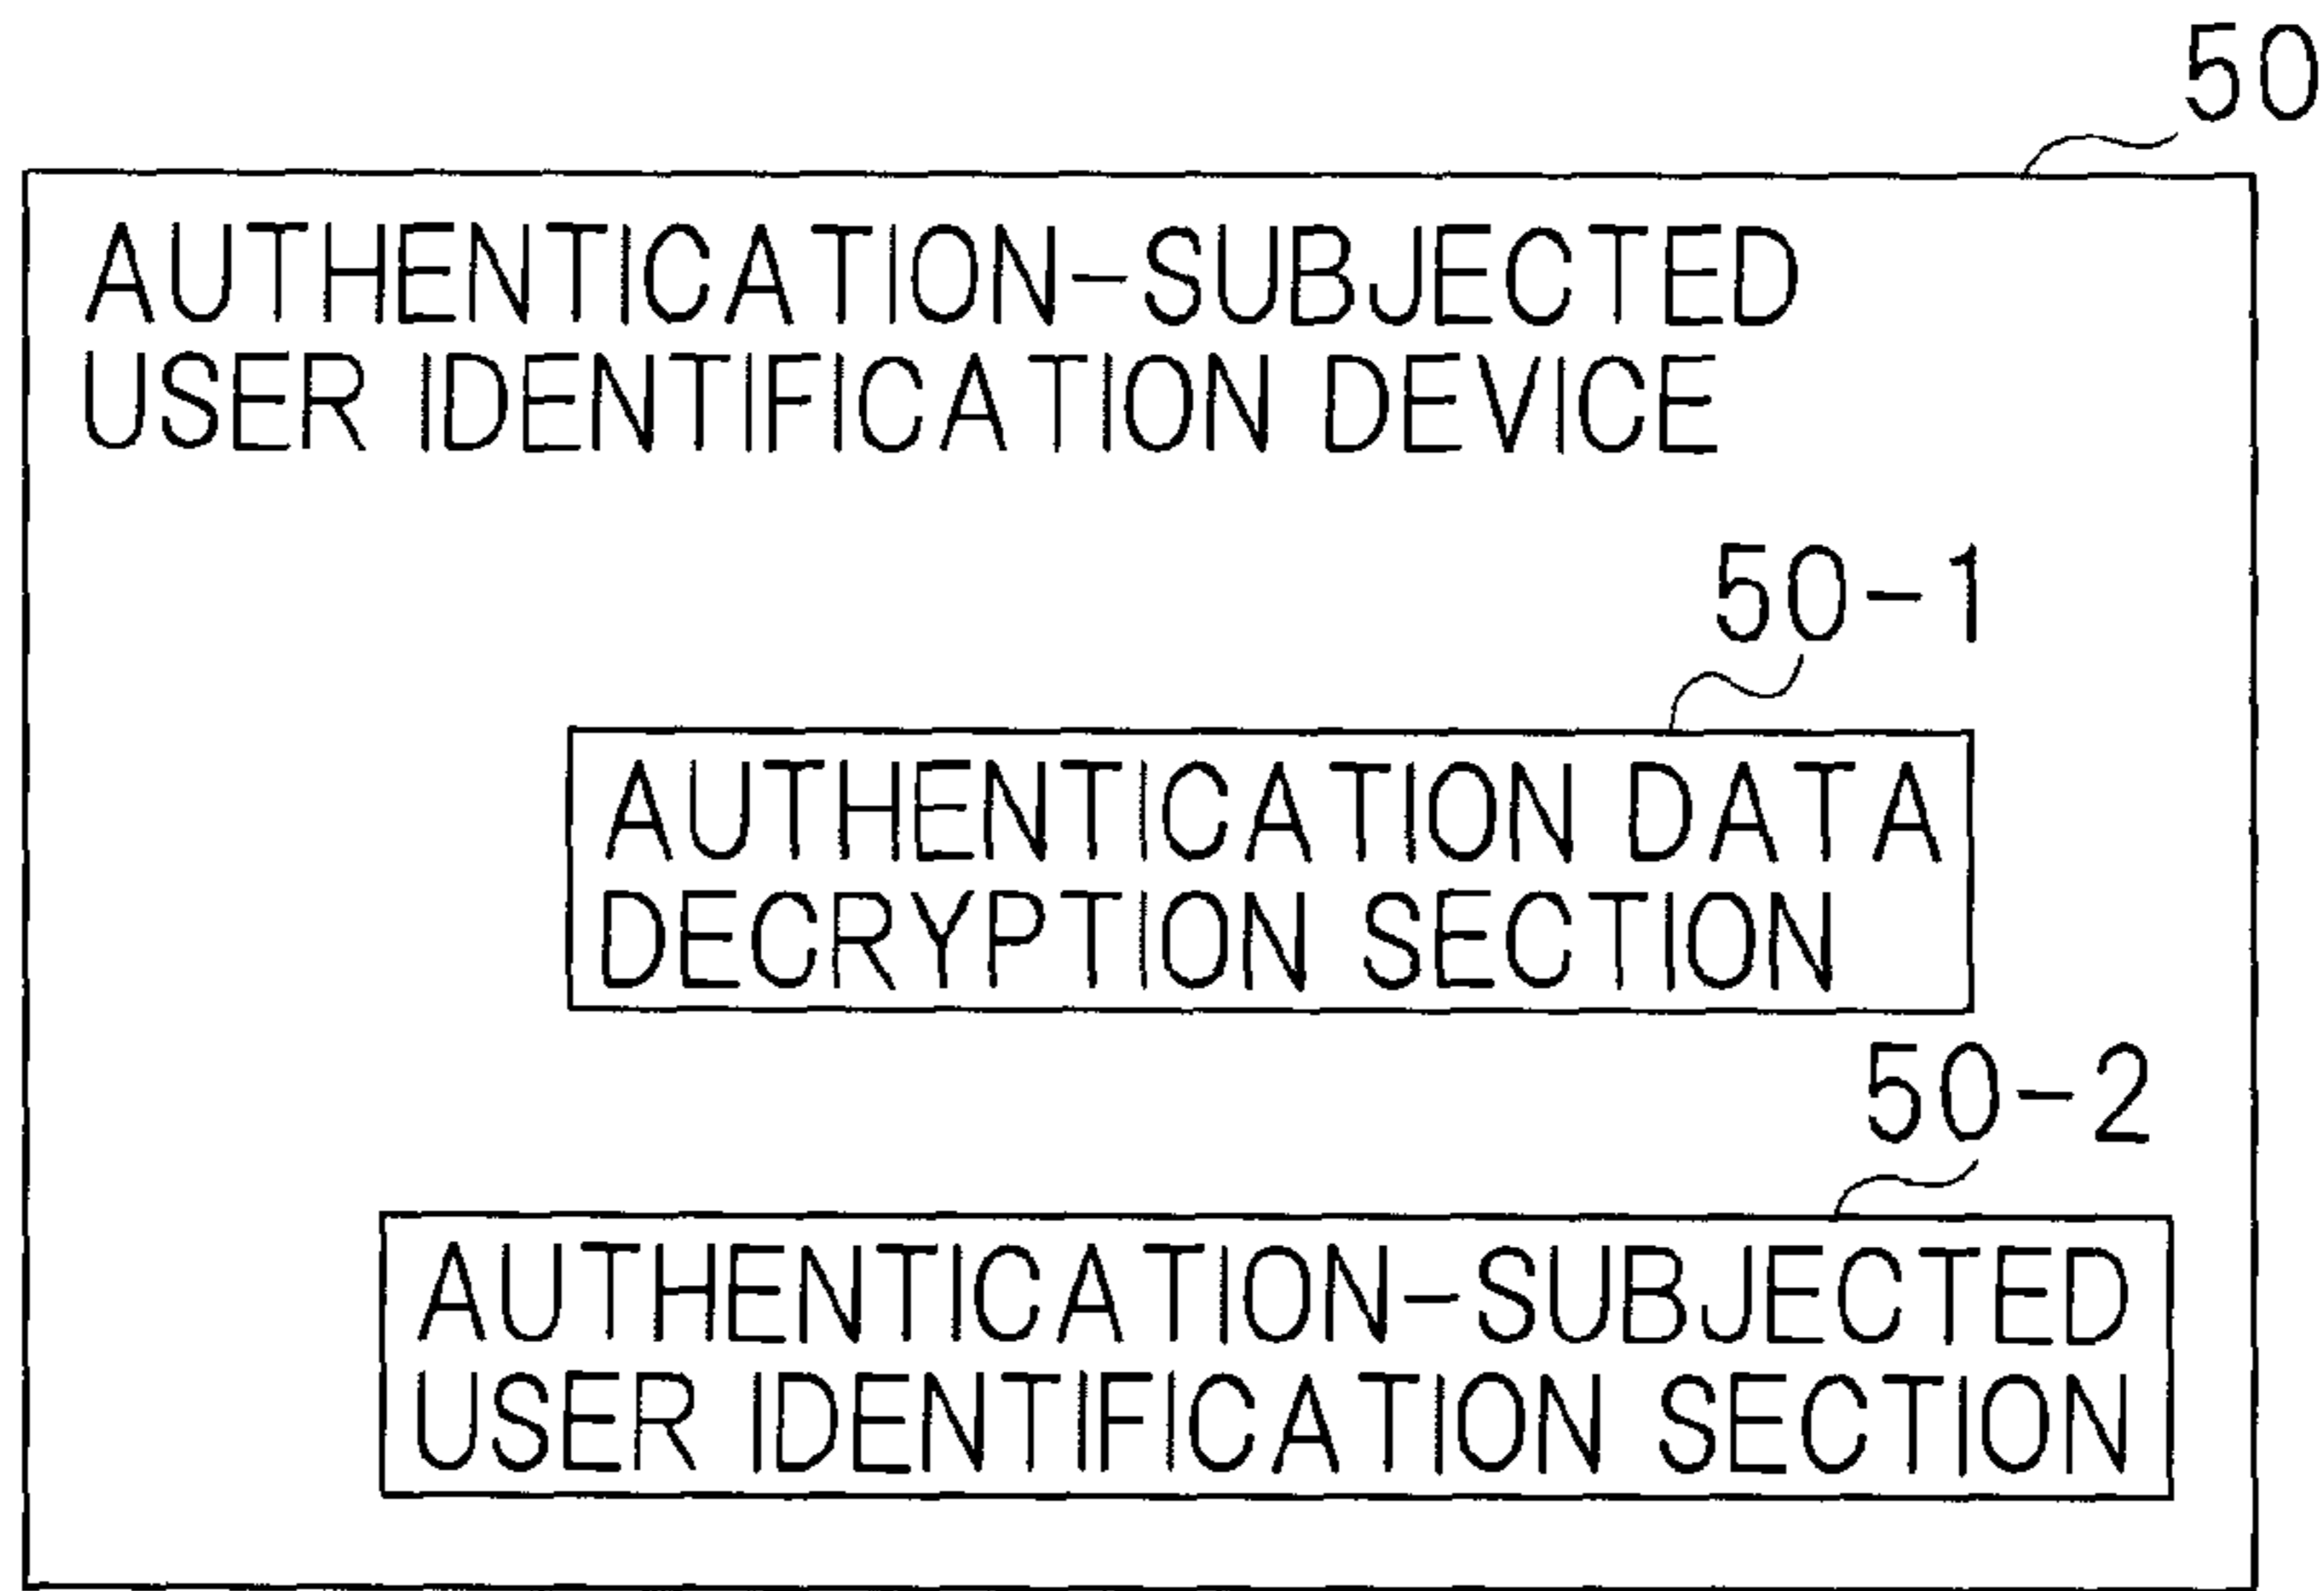 50
AUTHENTICATION-SUBJECTED
USER IDENTIFICATION DEVICE
50-1
AUTHENTICATION DATA
DECRYPTION SECTION
50-2
AUTHENTICATION-SUBJECTED
USER IDENTIFICATION SECTION